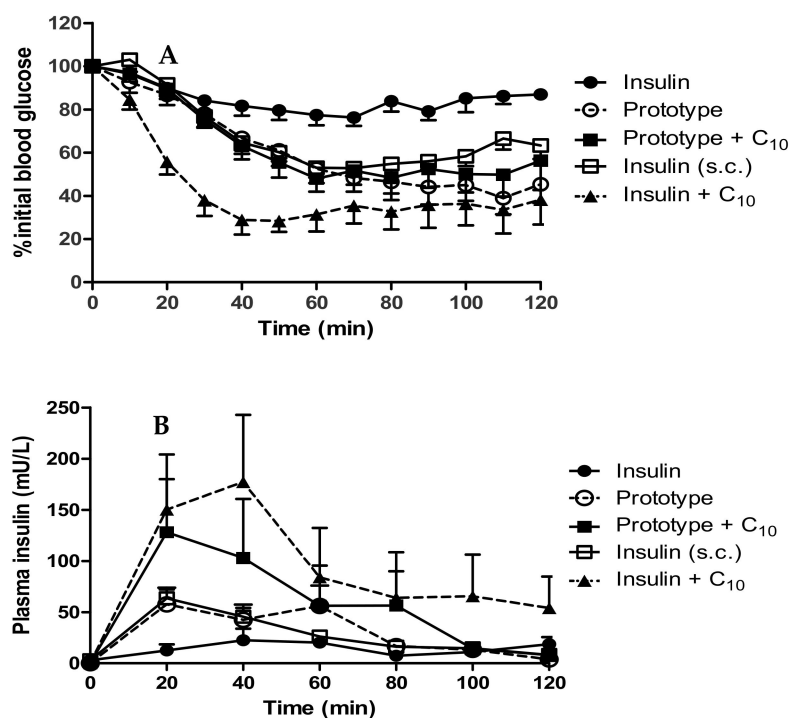 A
% initial blood glucose
120
100
80
60
40
20
0
0 20 40 60 80 100 120
Time (min)
Insulin
Prototype
Prototype + C10
Insulin (s.c.)
Insulin + C10
B
Plasma insulin (mU/L)
250
200
150
100
50
0
0 20 40 60 80 100 120
Time (min)
Insulin
Prototype
Prototype + C10
Insulin (s.c.)
Insulin + C10